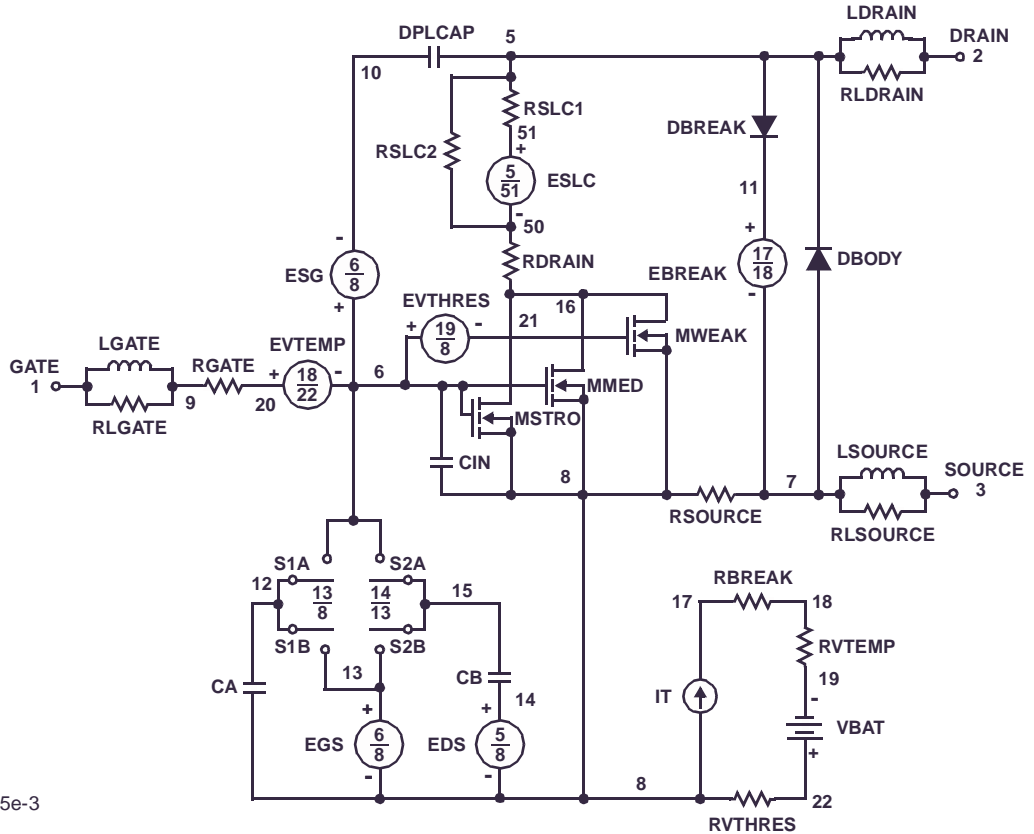 LDRAIN
DPLCAP
5
DRAIN
2
10
RLDRAIN
RSLC1
51
+
DBREAK
RSLC2
5
51
ESLC
-
50
11
+
17
18
EBREAK
-
DBODY
-
ESG
6
8
+
RDRAIN
16
EVTHRES
+
19
8
-
21
MWEAK
LGATE
GATE
1
RLGATE
9
RGATE
20
EVTEMP
+
18
22
-
6
MMED
MSTRO
CIN
8
7
RSOURCE
LSOURCE
SOURCE
3
RLSOURCE
S1A
S2A
12
13
8
14
13
15
S1B
S2B
13
CA
CB
14
+
EGS
6
8
-
+
EDS
5
8
-
RBREAK
17
18
RVTEMP
19
-
IT
VBAT
+
8
22
RVTHRES
5e-3